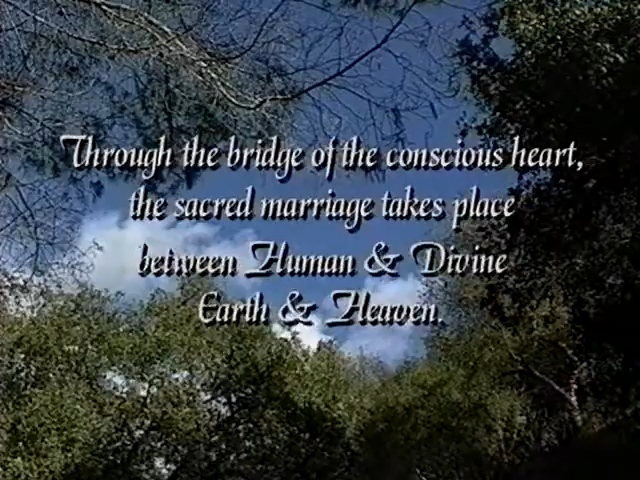 Through the bridge of the conscious heart,
the sacred marriage takes place
between Human & Divine
Earth & Heaven.